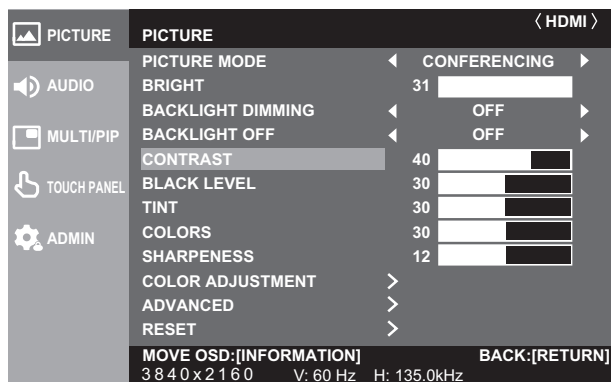 PICTURE
AUDIO
MULTI/PIP
TOUCH PANEL
ADMIN
PICTURE 〈 HDMI 〉
PICTURE MODE CONFERENCING
BRIGHT 31
BACKLIGHT DIMMING OFF
BACKLIGHT OFF OFF
CONTRAST 40
BLACK LEVEL 30
TINT 30
COLORS 30
SHARPENESS 12
COLOR ADJUSTMENT
ADVANCED
RESET
MOVE OSD:[INFORMATION] BACK:[RETURN]
3840x2160 V: 60 Hz H: 135.0kHz